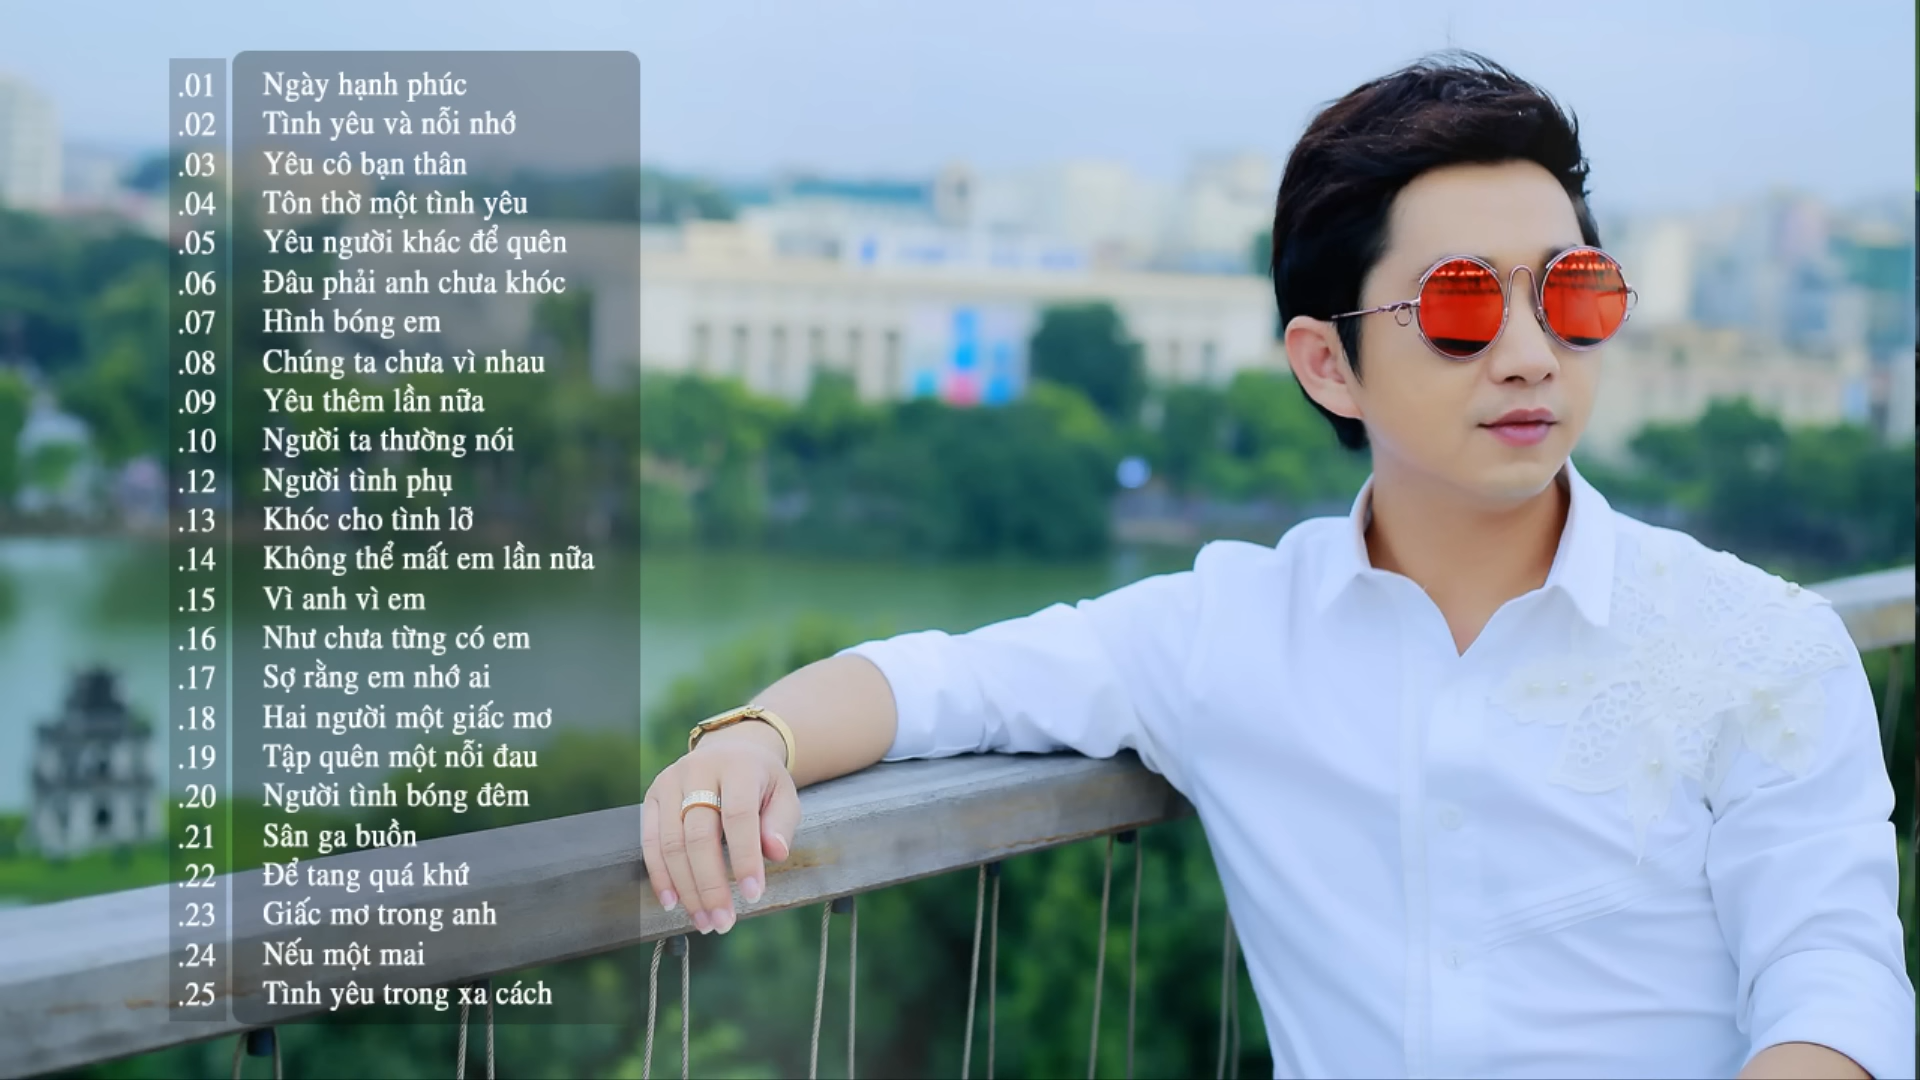 .01 Ngày hạnh phúc
.02 Tình yêu và nỗi nhớ
.03 Yêu cô bạn thân
.04 Tôn thờ một tình yêu
.05 Yêu người khác để quên
.06 Đâu phải anh chưa khóc
.07 Hình bóng em
.08 Chúng ta chưa vì nhau
.09 Yêu thêm lần nữa
.10 Người ta thường nói
.12 Người tình phụ
.13 Khóc cho tình lỡ
.14 Không thể mất em lần nữa
.15 Vì anh vì em
.16 Như chưa từng có em
.17 Sợ rằng em nhớ ai
.18 Hai người một giấc mơ
.19 Tập quên một nỗi đau
.20 Người tình bóng đêm
.21 Sân ga buồn
.22 Để tang quá khứ
.23 Giấc mơ trong anh
.24 Nếu một mai
.25 Tình yêu trong xa cách